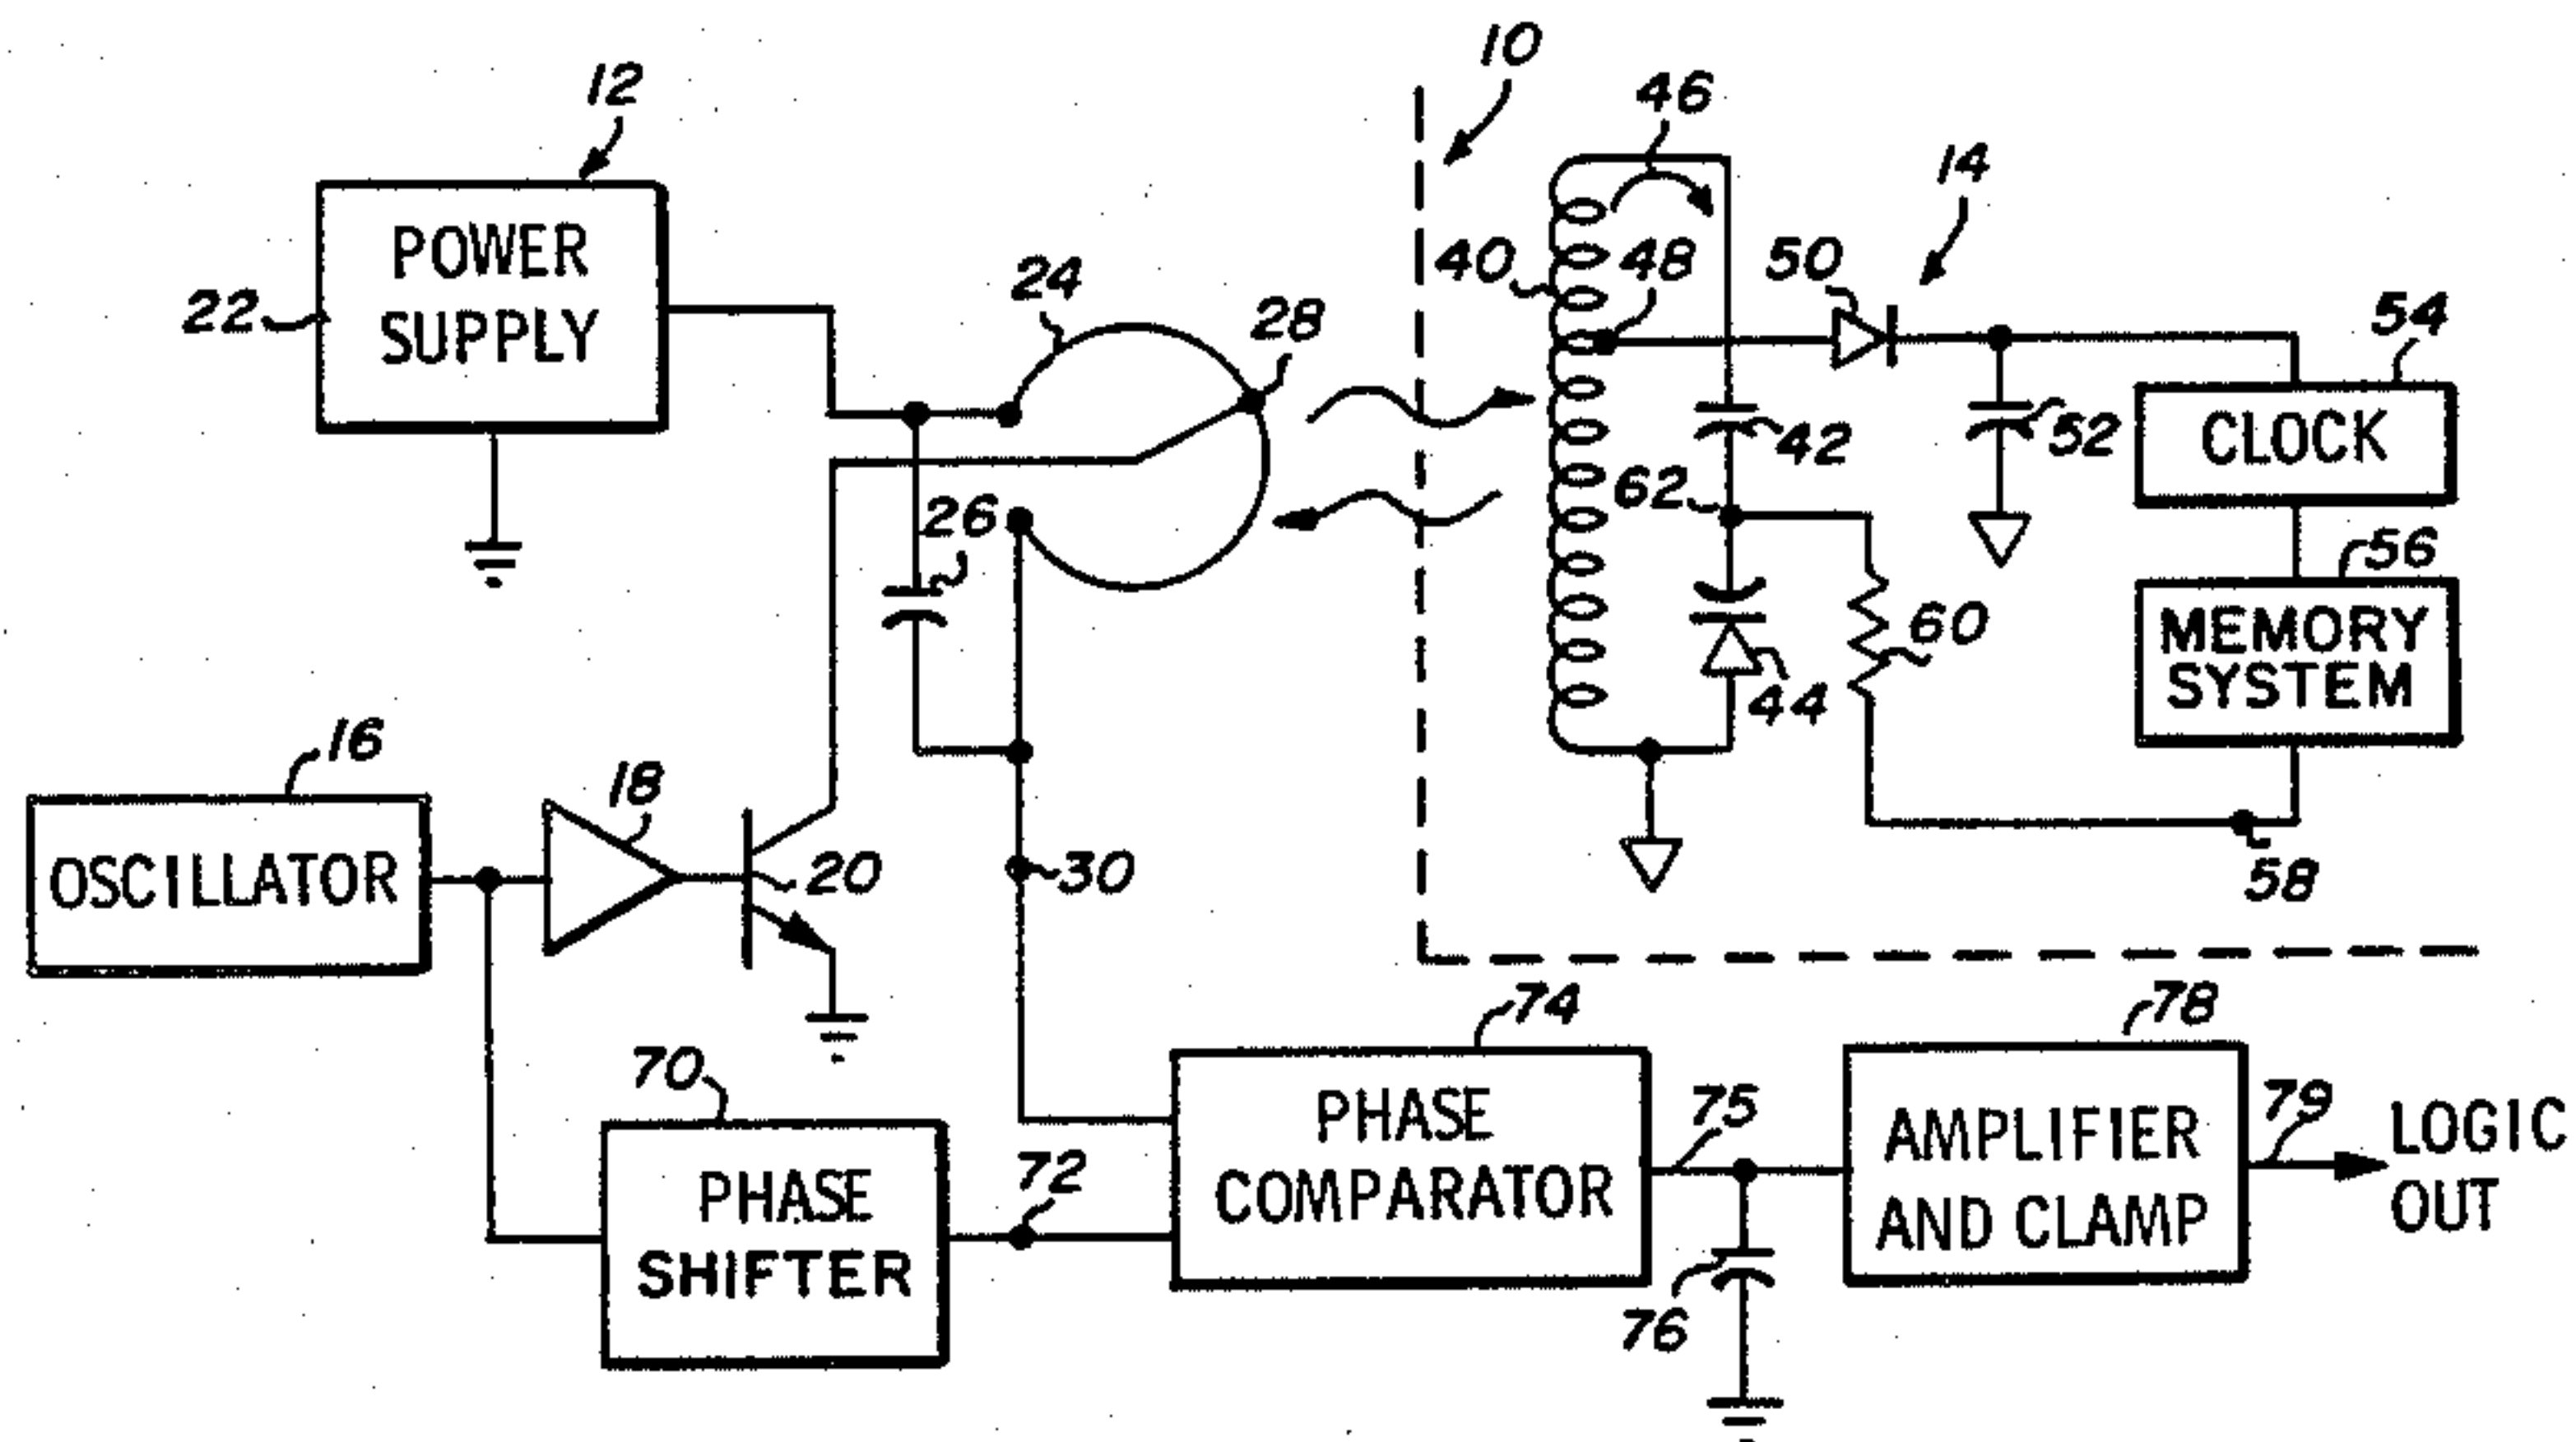 10
12
46
14
POWER
SUPPLY
22
24
28
40
48
50
54
CLOCK
52
42
62
26
56
MEMORY
SYSTEM
60
44
16
18
OSCILLATOR
20
30
58
74
78
70
PHASE
COMPARATOR
75
AMPLIFIER
AND CLAMP
79
LOGIC
OUT
PHASE
SHIFTER
72
76